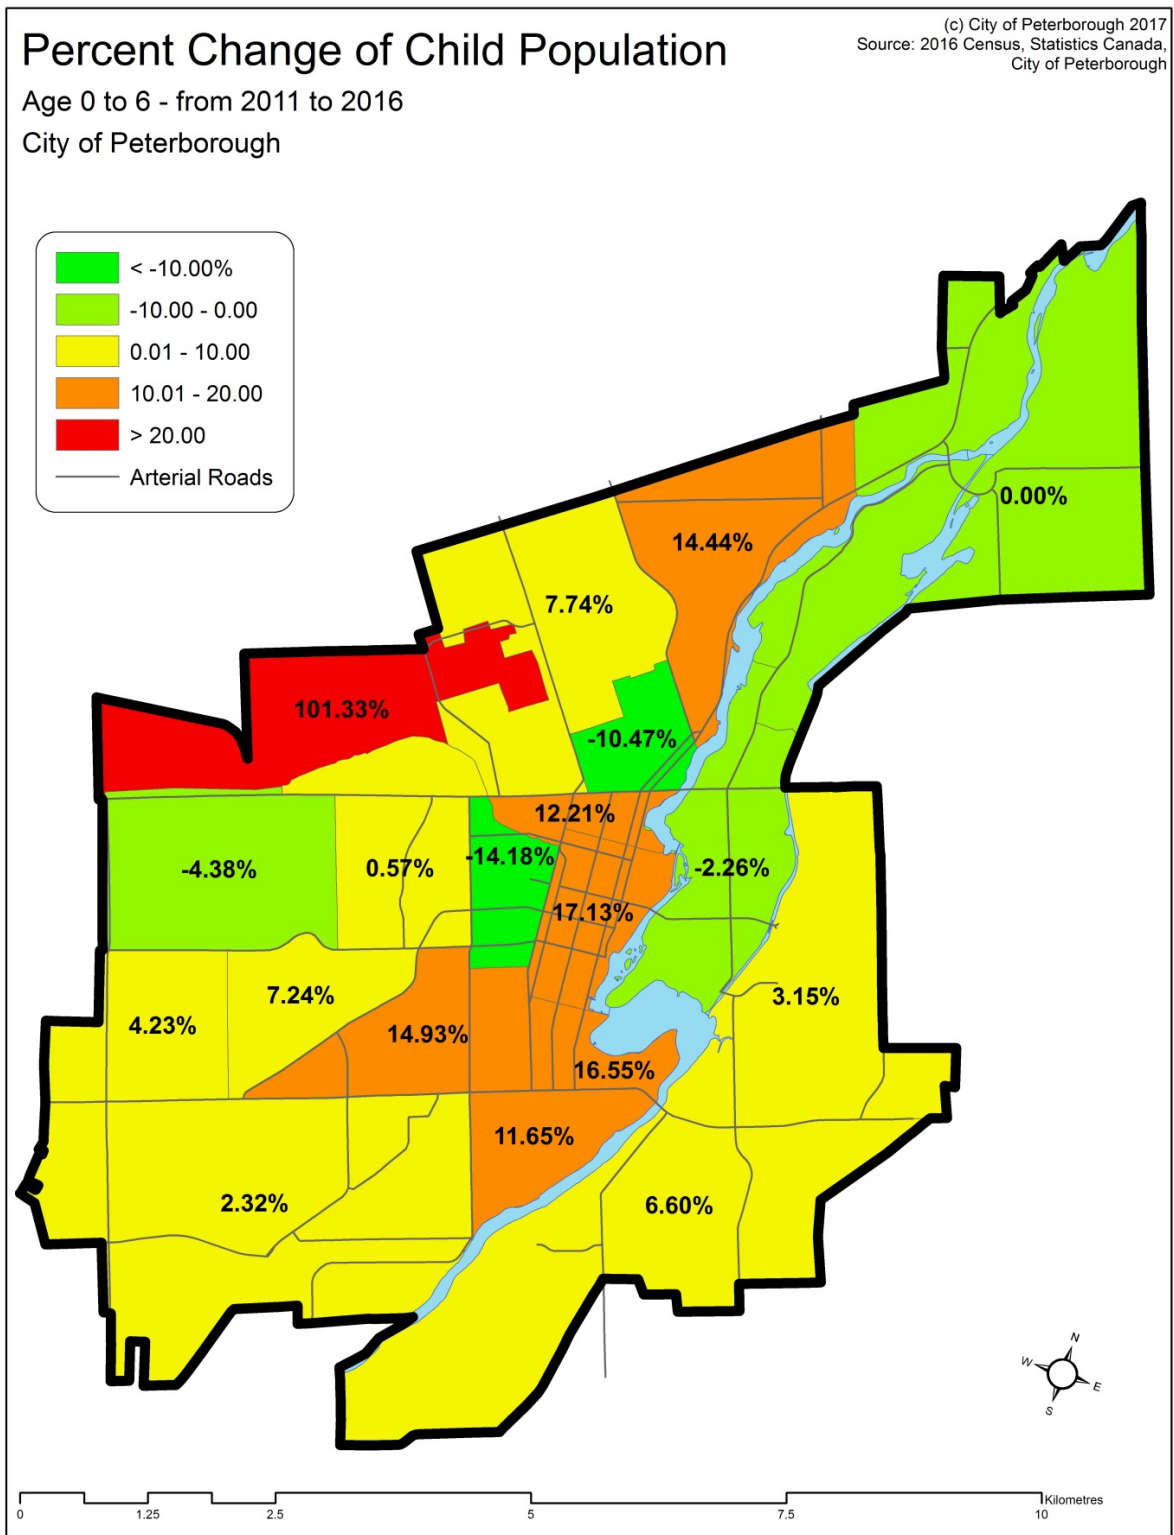 Percent Change of Child Population
Age 0 to 6 - from 2011 to 2016
City of Peterborough
(c) City of Peterborough 2017
Source: 2016 Census, Statistics Canada,
City of Peterborough
< -10.00%
-10.00 - 0.00
0.01 - 10.00
10.01 - 20.00
> 20.00
Arterial Roads
0.00%
14.44%
7.74%
101.33%
-10.47%
12.21%
-14.18%
-4.38%
0.57%
-2.26%
17.13%
7.24%
4.23%
3.15%
14.93%
16.55%
11.65%
2.32%
6.60%
N
W
E
S
Kilometres
0
1.25
2.5
5
7.5
10